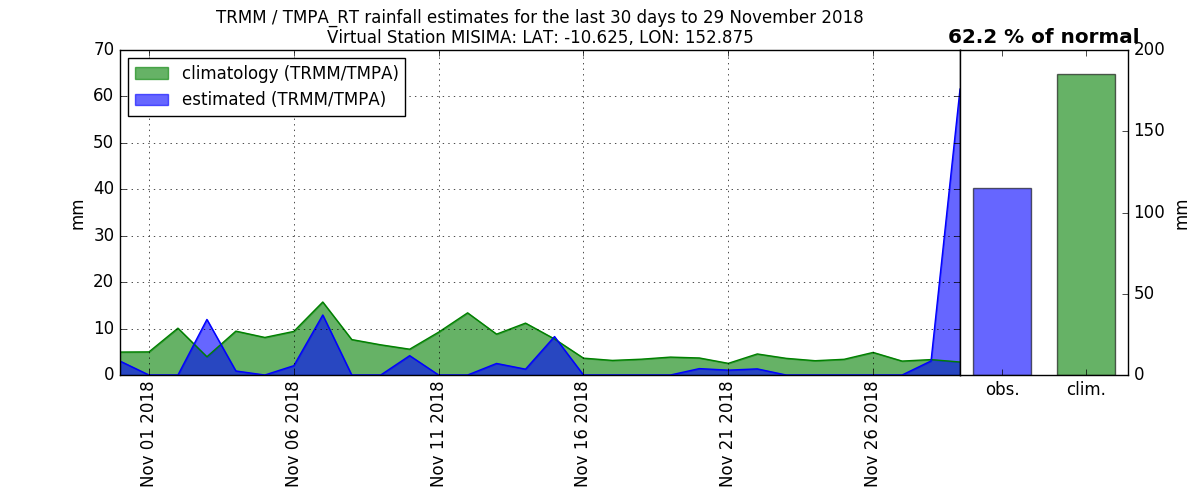 TRMM / TMPA_RT rainfall estimates for the last 30 days to 29 November 2018
Virtual Station MISIMA: LAT: -10.625, LON: 152.875
62.2 % of normal
climatology (TRMM/TMPA)
estimated (TRMM/TMPA)
70
60
50
40
30
20
10
0
mm
200
150
100
50
0
mm
Nov 01 2018
Nov 06 2018
Nov 11 2018
Nov 16 2018
Nov 21 2018
Nov 26 2018
obs.
clim.